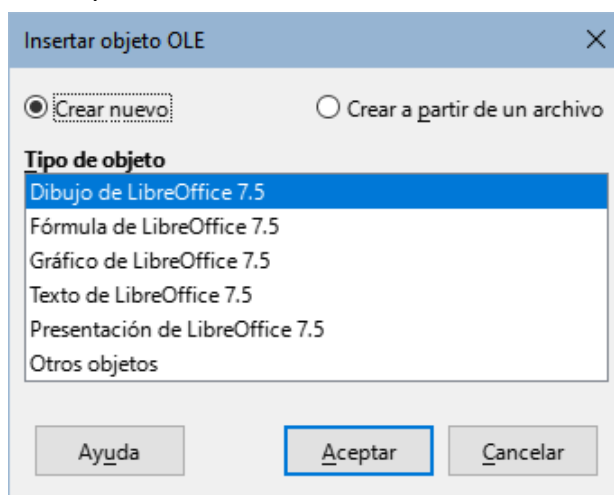 Insertar objeto OLE
Crear nuevo
Crear a partir de un archivo
Tipo de objeto
Dibujo de LibreOffice 7.5
Fórmula de LibreOffice 7.5
Gráfico de LibreOffice 7.5
Texto de LibreOffice 7.5
Presentación de LibreOffice 7.5
Otros objetos
Ayuda
Aceptar
Cancelar